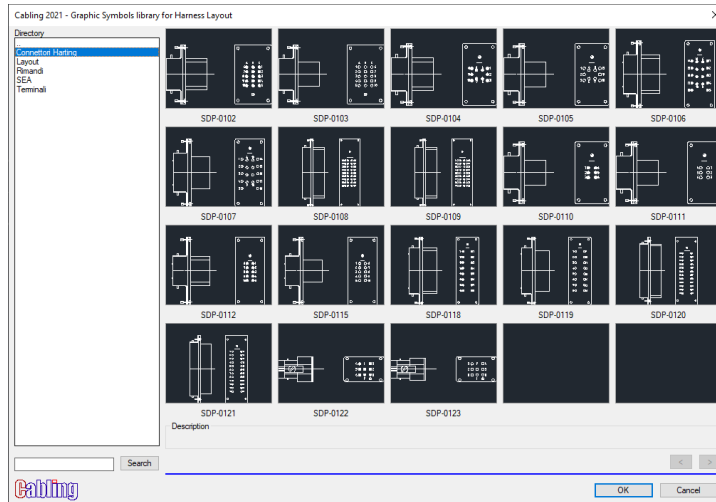 Cabling 2021 - Graphic Symbols library for Harness Layout
Directory
..
Connettori Harting
Layout
Rimandi
SEA
Terminali
SDP-0102
SDP-0103
SDP-0104
SDP-0105
SDP-0106
SDP-0107
SDP-0108
SDP-0109
SDP-0110
SDP-0111
SDP-0112
SDP-0115
SDP-0118
SDP-0119
SDP-0120
SDP-0121
SDP-0122
SDP-0123
Description
Search
< >
Cabling
OK
Cancel